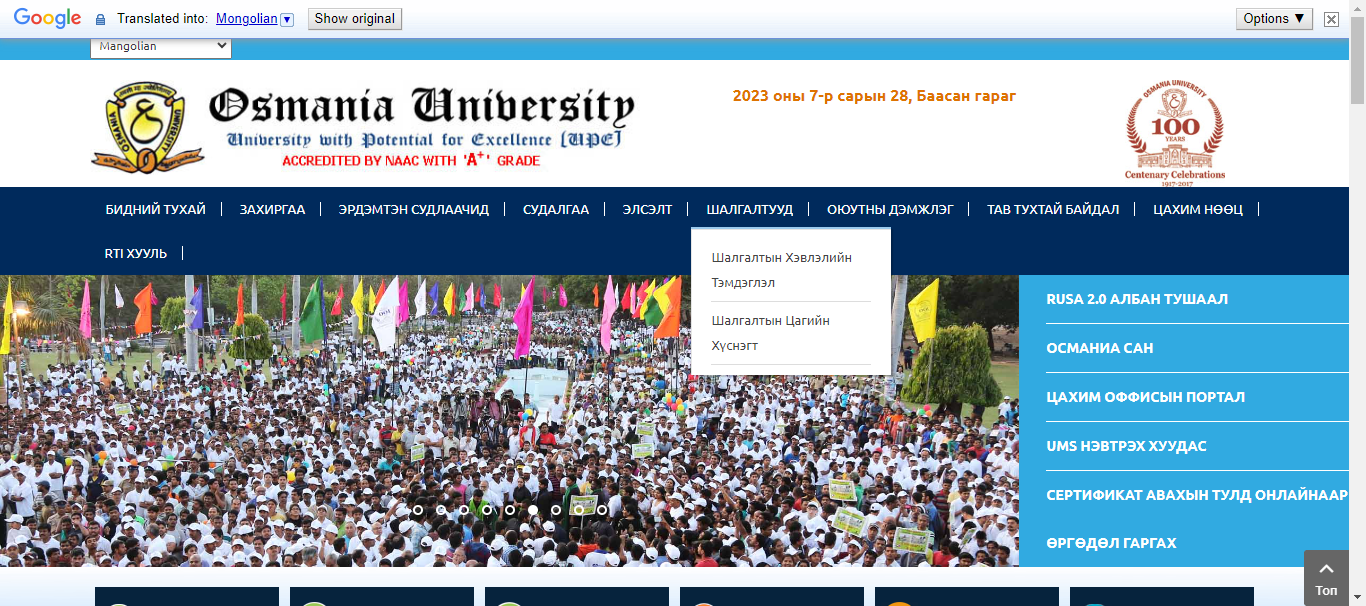 Google Translated into: Mongolian Show original Options ▼
Mangolian
Osmania University
University with Potential for Excellence [UPE]
ACCREDITED BY NAAC WITH 'A+' GRADE
2023 оны 7-р сарын 28, Баасан гараг
OSMANIA UNIVERSITY
100
YEARS
Centenary Celebrations
1917-2017
OSMANIA UNIVERSITY
БИДНИЙ ТУХАЙ ЗАХИРГАА ЭРДЭМТЭН СУДЛААЧИД СУДАЛГАА ЭЛСЭЛТ ШАЛГАЛТУУД ОЮУТНЫ ДЭМЖЛЭГ ТАВ ТУХТАЙ БАЙДАЛ ЦАХИМ НӨӨЦ
RTI ХУУЛЬ
Шалгалтын Хэвлэлийн
Тэмдэглэл
Шалгалтын Цагийн
Хүснэгт
RUSA 2.0 АЛБАН ТУШААЛ
ОСМАНИА САН
ЦАХИМ ОФФИСЫН ПОРТАЛ
UMS НЭВТРЭХ ХУУДАС
СЕРТИФИКАТ АВАХЫН ТУЛД ОНЛАЙНААР
ӨРГӨДӨЛ ГАРГАХ
Топ